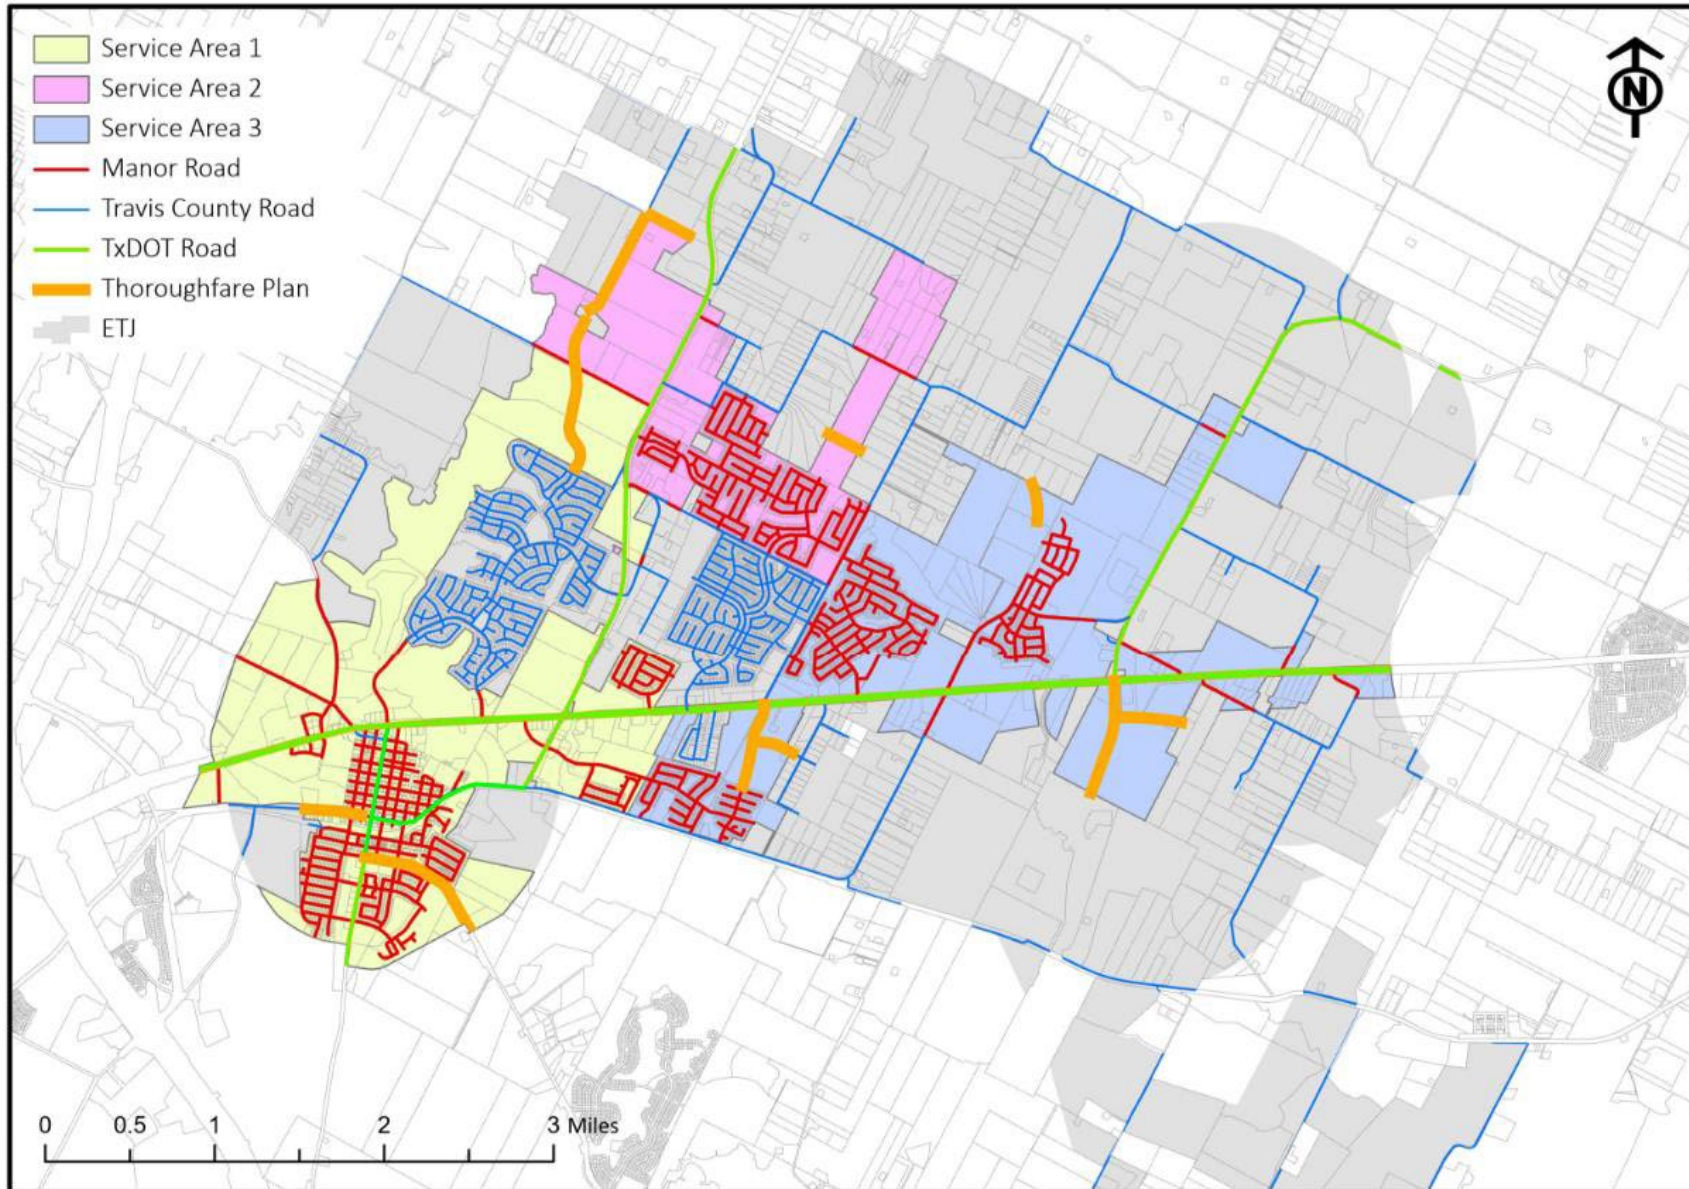 Service Area 1
Service Area 2
Service Area 3
Manor Road
Travis County Road
TxDOT Road
Thoroughfare Plan
ETJ
N
0 0.5 1 2 3 Miles